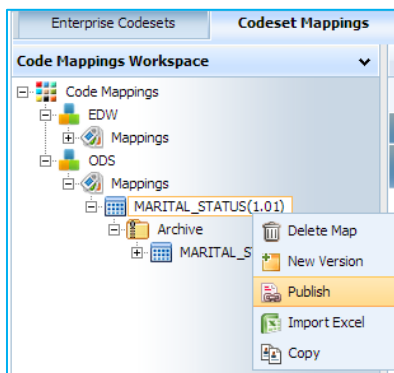 Enterprise Codesets Codeset Mappings
Code Mappings Workspace
Code Mappings
EDW
Mappings
ODS
Mappings
MARITAL_STATUS(1.01)
Archive
MARITAL_S
Delete Map
New Version
Publish
Import Excel
Copy